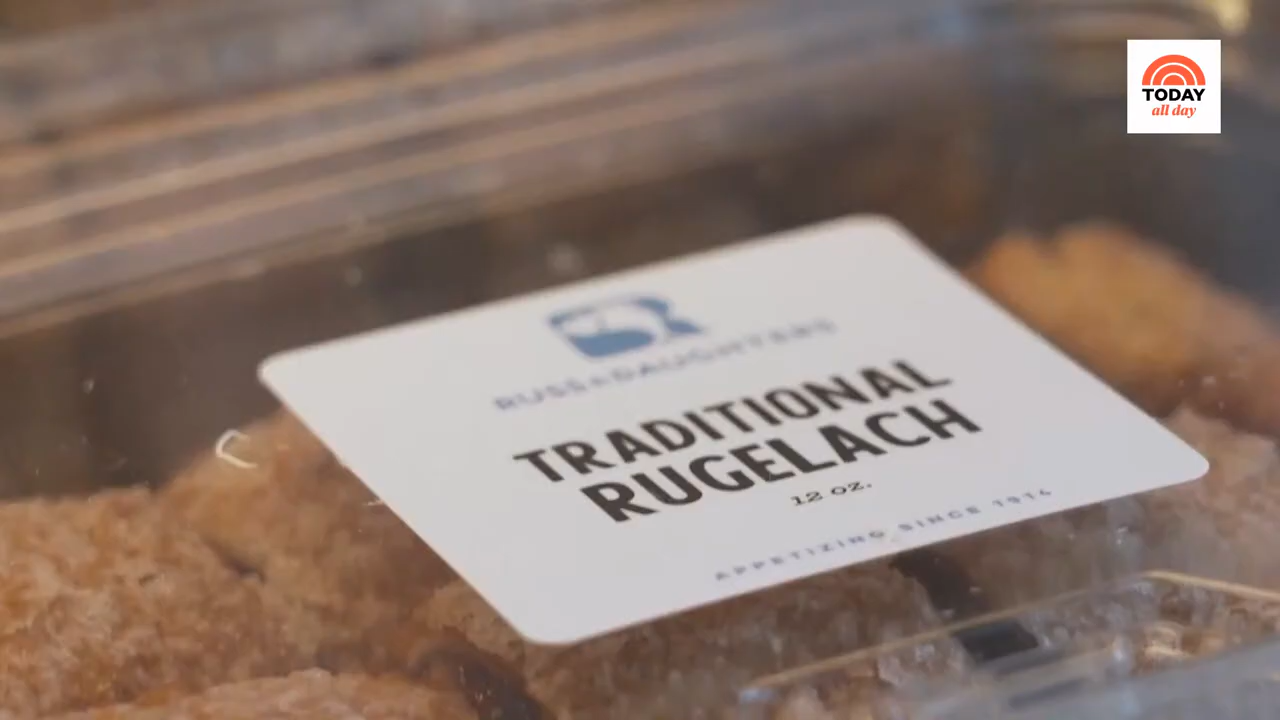 TODAY
all day
RUSS & DAUGHTERS
TRADITIONAL
RUGELACH
12 OZ.
APPETIZING SINCE 1914